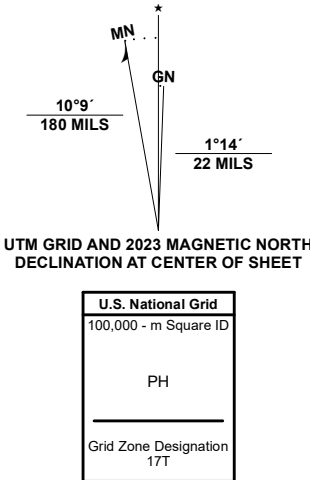 ★
MN
GN
10°9´
180 MILS
1°14´
22 MILS
UTM GRID AND 2023 MAGNETIC NORTH
DECLINATION AT CENTER OF SHEET
U.S. National Grid
100,000 - m Square ID
PH
Grid Zone Designation
17T